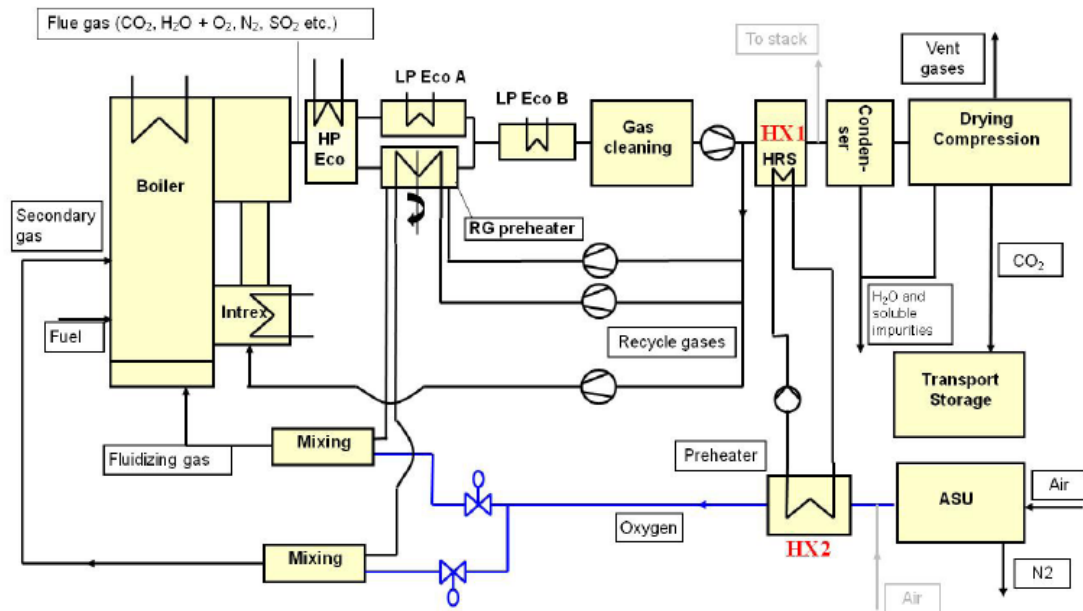 Flue gas (CO₂, H₂O + O₂, N₂, SO₂ etc.)
To stack
Vent
gases
LP Eco A
LP Eco B
HP
Eco
Gas
cleaning
HX1
HRS
Conden-
ser
Drying
Compression
Boiler
Secondary
gas
RG preheater
CO₂
Intrex
Fuel
Recycle gases
H₂O and
soluble
impurities
Transport
Storage
Mixing
Fluidizing gas
Preheater
ASU
Air
Oxygen
HX2
Mixing
N2
Air